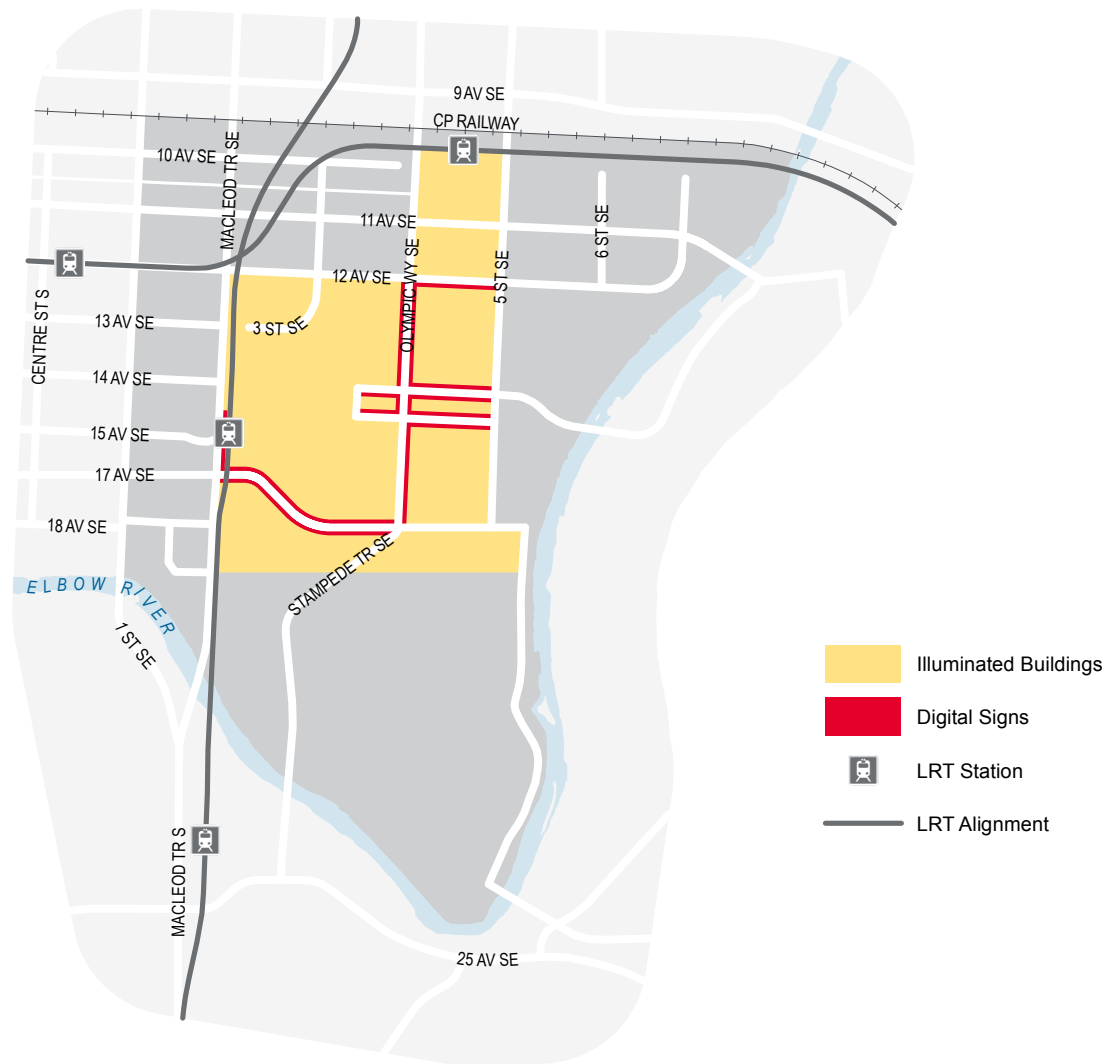 9 AV SE
CP RAILWAY
MACLEOD TR SE
10 AV SE
11 AV SE
6 ST SE
OLYMPIC WY SE
5 ST SE
12 AV SE
CENTRE ST S
13 AV SE
3 ST SE
14 AV SE
15 AV SE
17 AV SE
18 AV SE
STAMPEDE TR SE
ELBOW RIVER
1 ST SE
MACLEOD TR S
25 AV SE
Illuminated Buildings
Digital Signs
LRT Station
LRT Alignment